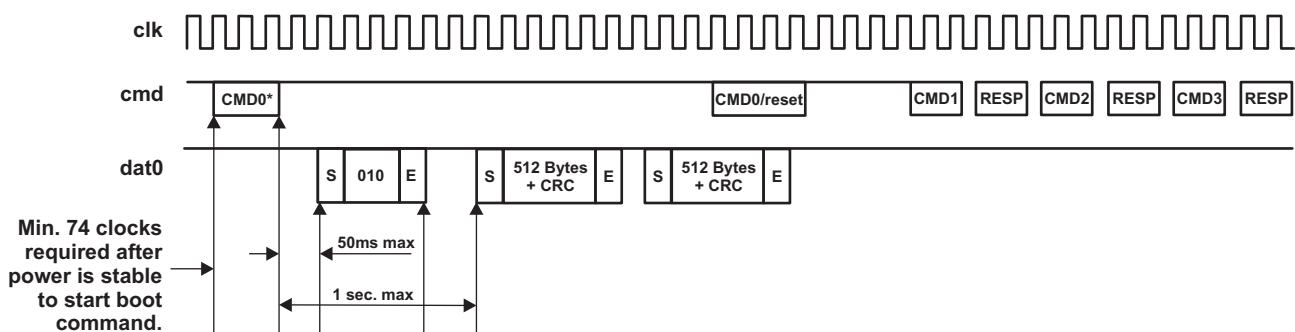 clk
cmd
CMD0*
CMD0/reset
CMD1
RESP
CMD2
RESP
CMD3
RESP
dat0
S
010
E
S
512 Bytes
+ CRC
E
S
512 Bytes
+ CRC
E
Min. 74 clocks
required after
power is stable
to start boot
command.
50ms max
1 sec. max